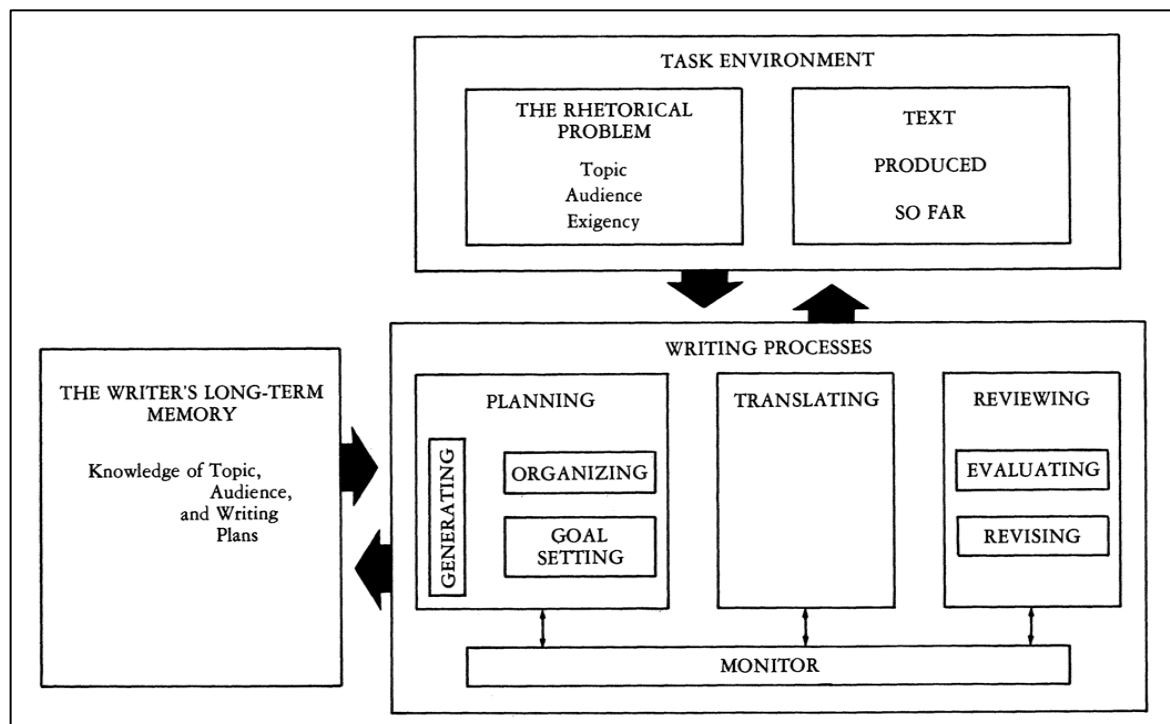 TASK ENVIRONMENT
THE RHETORICAL
PROBLEM
Topic
Audience
Exigency
TEXT
PRODUCED
SO FAR
THE WRITER'S LONG-TERM
MEMORY
Knowledge of Topic,
Audience,
and Writing
Plans
WRITING PROCESSES
PLANNING
GENERATING
ORGANIZING
GOAL
SETTING
TRANSLATING
REVIEWING
EVALUATING
REVISING
MONITOR